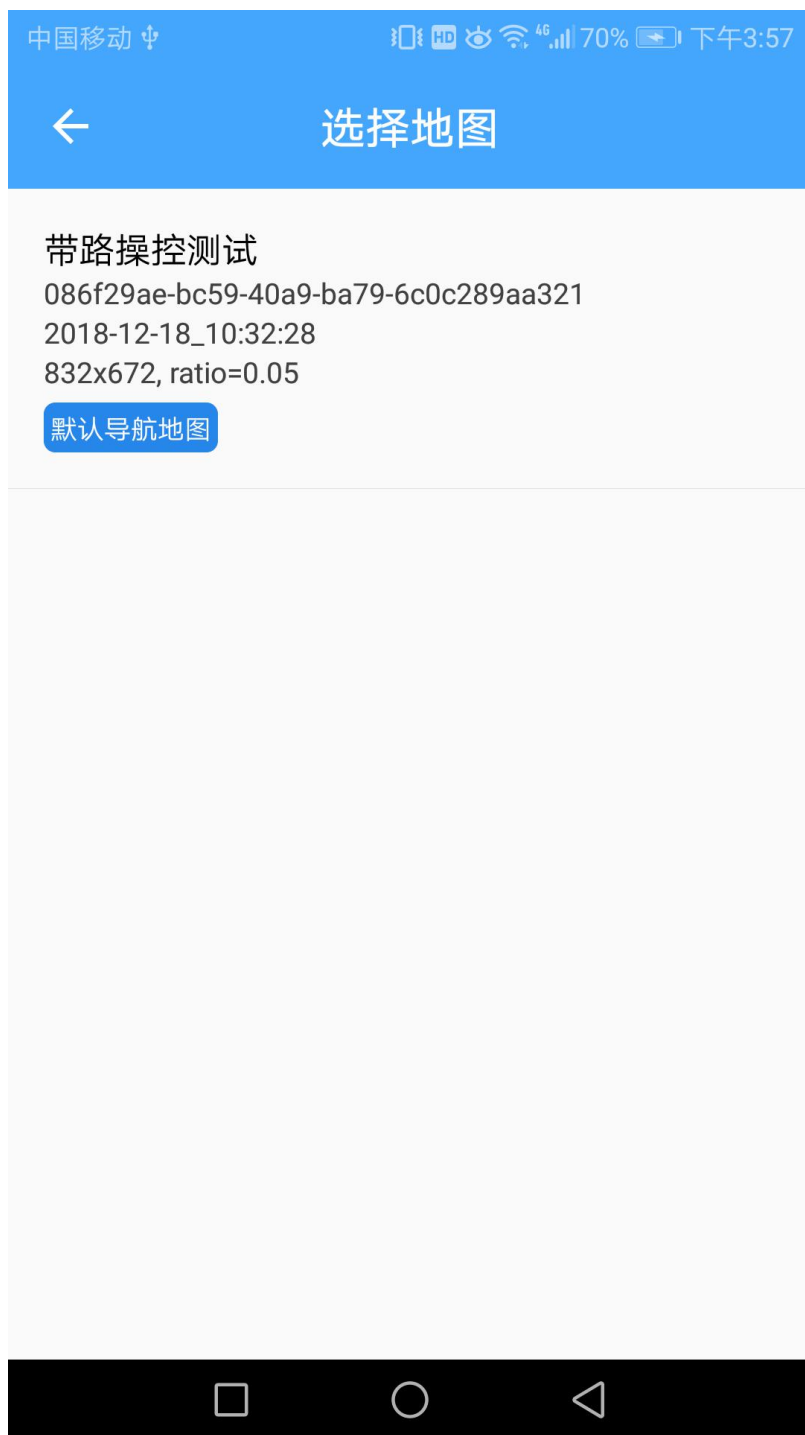 中国移动 HD 4G 70% 下午3:57
选择地图
带路操控测试
086f29ae-bc59-40a9-ba79-6c0c289aa321
2018-12-18_10:32:28
832x672, ratio=0.05
默认导航地图